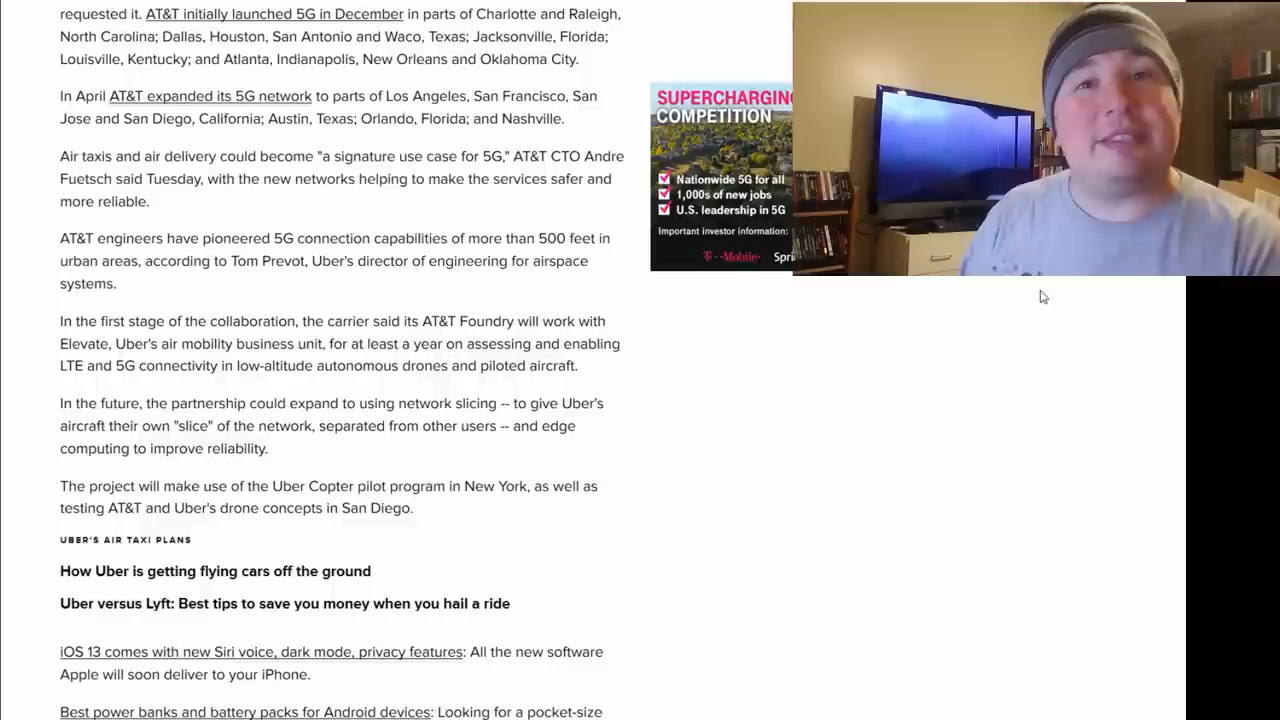 requested it. AT&T initially launched 5G in December in parts of Charlotte and Raleigh,
North Carolina; Dallas, Houston, San Antonio and Waco, Texas; Jacksonville, Florida;
Louisville, Kentucky; and Atlanta, Indianapolis, New Orleans and Oklahoma City.
In April AT&T expanded its 5G network to parts of Los Angeles, San Francisco, San
Jose and San Diego, California; Austin, Texas; Orlando, Florida; and Nashville.
Air taxis and air delivery could become "a signature use case for 5G," AT&T CTO Andre
Fuetsch said Tuesday, with the new networks helping to make the services safer and
more reliable.
AT&T engineers have pioneered 5G connection capabilities of more than 500 feet in
urban areas, according to Tom Prevot, Uber's director of engineering for airspace
systems.
In the first stage of the collaboration, the carrier said its AT&T Foundry will work with
Elevate, Uber's air mobility business unit, for at least a year on assessing and enabling
LTE and 5G connectivity in low-altitude autonomous drones and piloted aircraft.
In the future, the partnership could expand to using network slicing -- to give Uber's
aircraft their own "slice" of the network, separated from other users -- and edge
computing to improve reliability.
The project will make use of the Uber Copter pilot program in New York, as well as
testing AT&T and Uber's drone concepts in San Diego.
UBER'S AIR TAXI PLANS
How Uber is getting flying cars off the ground
Uber versus Lyft: Best tips to save you money when you hail a ride
iOS 13 comes with new Siri voice, dark mode, privacy features: All the new software
Apple will soon deliver to your iPhone.
Best power banks and battery packs for Android devices: Looking for a pocket-size
SUPERCHARGING
COMPETITION
Nationwide 5G for all
1,000s of new jobs
U.S. leadership in 5G
Important investor information:
T-Mobile Spri